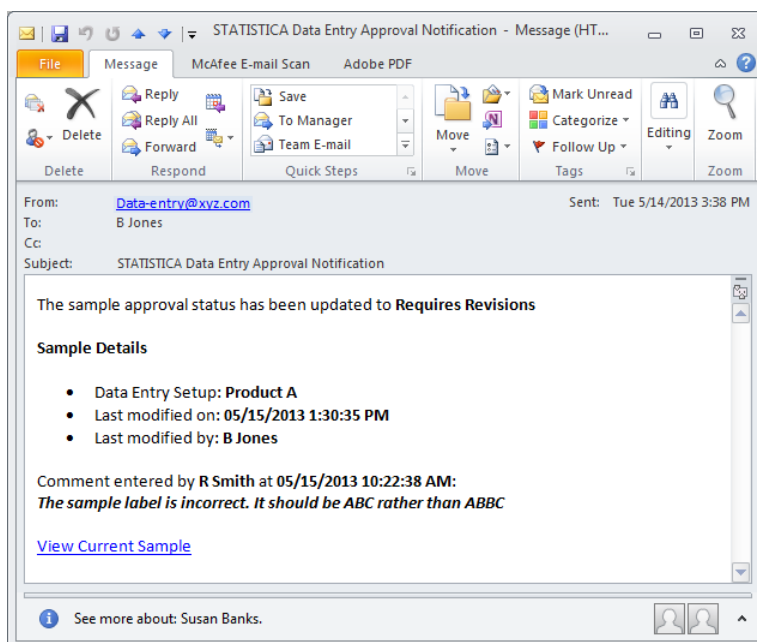 STATISTICA Data Entry Approval Notification - Message (HT...
File Message McAfee E-mail Scan Adobe PDF
Delete
Reply
Reply All
Forward
Save
To Manager
Team E-mail
Move
Mark Unread
Categorize
Follow Up
Editing
Zoom
Delete Respond Quick Steps Move Tags Zoom
From: Data-entry@xyz.com Sent: Tue 5/14/2013 3:38 PM
To: B Jones
Cc:
Subject: STATISTICA Data Entry Approval Notification
The sample approval status has been updated to Requires Revisions
Sample Details
• Data Entry Setup: Product A
• Last modified on: 05/15/2013 1:30:35 PM
• Last modified by: B Jones
Comment entered by R Smith at 05/15/2013 10:22:38 AM:
The sample label is incorrect. It should be ABC rather than ABBC
View Current Sample
See more about: Susan Banks.